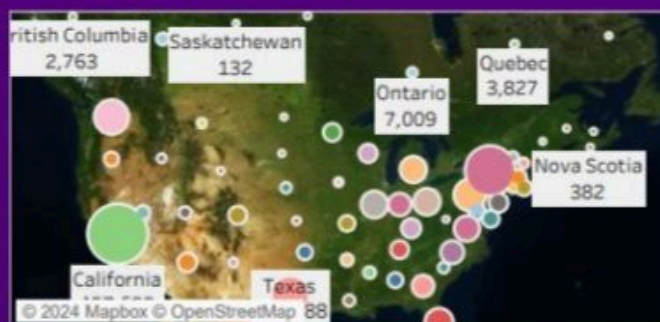 ritish Columbia
2,763
Saskatchewan
132
Quebec
3,827
Ontario
7,009
Nova Scotia
382
California
Texas
88
© 2024 Mapbox © OpenStreetMap